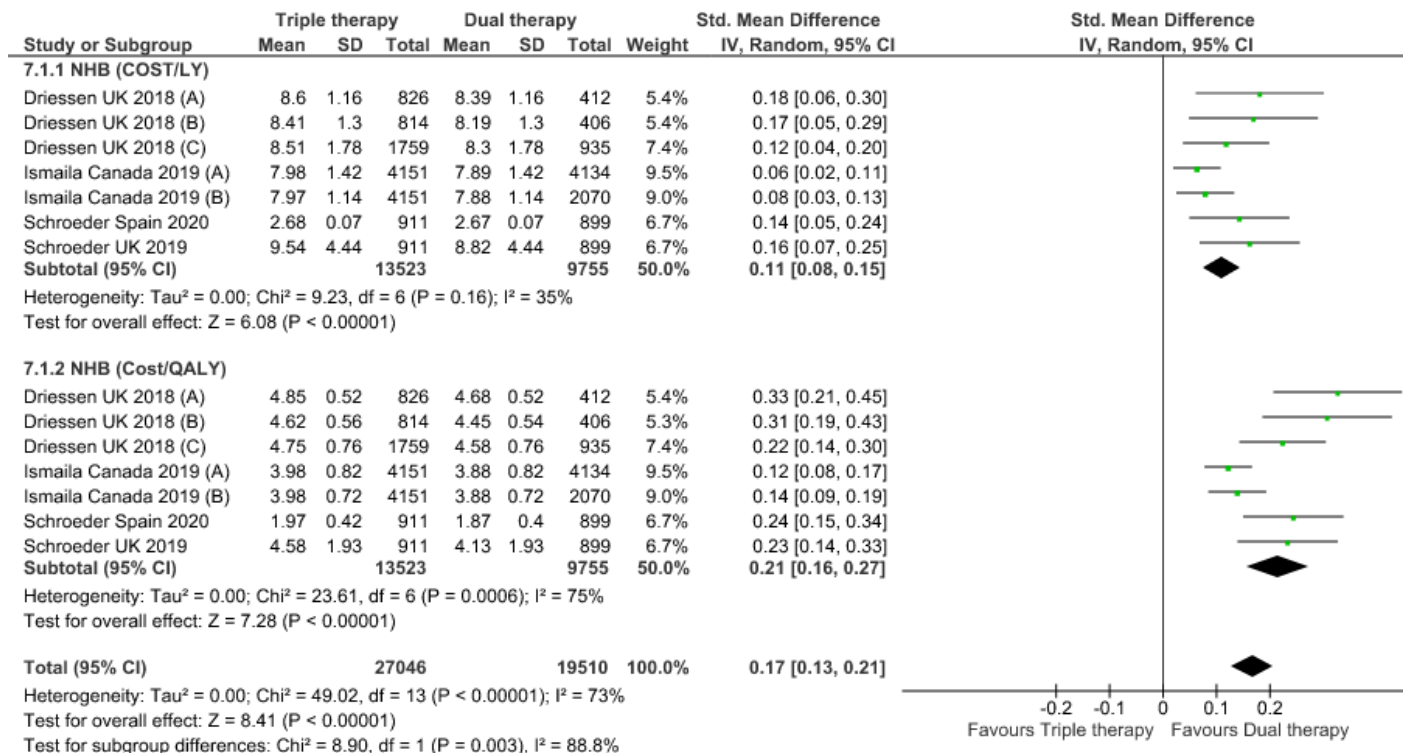 Triple therapy Dual therapy Std. Mean Difference Std. Mean Difference
Study or Subgroup Mean SD Total Mean SD Total Weight IV, Random, 95% CI IV, Random, 95% CI
7.1.1 NHB (COST/LY)
Driessen UK 2018 (A) 8.6 1.16 826 8.39 1.16 412 5.4% 0.18 [0.06, 0.30]
Driessen UK 2018 (B) 8.41 1.3 814 8.19 1.3 406 5.4% 0.17 [0.05, 0.29]
Driessen UK 2018 (C) 8.51 1.78 1759 8.3 1.78 935 7.4% 0.12 [0.04, 0.20]
Ismaila Canada 2019 (A) 7.98 1.42 4151 7.89 1.42 4134 9.5% 0.06 [0.02, 0.11]
Ismaila Canada 2019 (B) 7.97 1.14 4151 7.88 1.14 2070 9.0% 0.08 [0.03, 0.13]
Schroeder Spain 2020 2.68 0.07 911 2.67 0.07 899 6.7% 0.14 [0.05, 0.24]
Schroeder UK 2019 9.54 4.44 911 8.82 4.44 899 6.7% 0.16 [0.07, 0.25]
Subtotal (95% CI) 13523 9755 50.0% 0.11 [0.08, 0.15]
Heterogeneity: Tau² = 0.00; Chi² = 9.23, df = 6 (P = 0.16); I² = 35%
Test for overall effect: Z = 6.08 (P < 0.00001)
7.1.2 NHB (Cost/QALY)
Driessen UK 2018 (A) 4.85 0.52 826 4.68 0.52 412 5.4% 0.33 [0.21, 0.45]
Driessen UK 2018 (B) 4.62 0.56 814 4.45 0.54 406 5.3% 0.31 [0.19, 0.43]
Driessen UK 2018 (C) 4.75 0.76 1759 4.58 0.76 935 7.4% 0.22 [0.14, 0.30]
Ismaila Canada 2019 (A) 3.98 0.82 4151 3.88 0.82 4134 9.5% 0.12 [0.08, 0.17]
Ismaila Canada 2019 (B) 3.98 0.72 4151 3.88 0.72 2070 9.0% 0.14 [0.09, 0.19]
Schroeder Spain 2020 1.97 0.42 911 1.87 0.4 899 6.7% 0.24 [0.15, 0.34]
Schroeder UK 2019 4.58 1.93 911 4.13 1.93 899 6.7% 0.23 [0.14, 0.33]
Subtotal (95% CI) 13523 9755 50.0% 0.21 [0.16, 0.27]
Heterogeneity: Tau² = 0.00; Chi² = 23.61, df = 6 (P = 0.0006); I² = 75%
Test for overall effect: Z = 7.28 (P < 0.00001)
Total (95% CI) 27046 19510 100.0% 0.17 [0.13, 0.21]
Heterogeneity: Tau² = 0.00; Chi² = 49.02, df = 13 (P < 0.00001); I² = 73%
-0.2 -0.1 0 0.1 0.2
Test for overall effect: Z = 8.41 (P < 0.00001)
Favours Triple therapy Favours Dual therapy
Test for subgroup differences: Chi² = 8.90, df = 1 (P = 0.003), I² = 88.8%